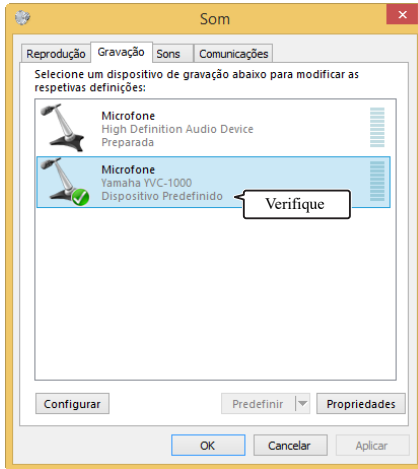 Som
Reprodução Gravação Sons Comunicações
Selecione um dispositivo de gravação abaixo para modificar as
respetivas definições:
Microfone
High Definition Audio Device
Preparada
Microfone
Yamaha YVC-1000
Dispositivo Predefinido
Verifique
Configurar Predefinir Propriedades
OK Cancelar Aplicar